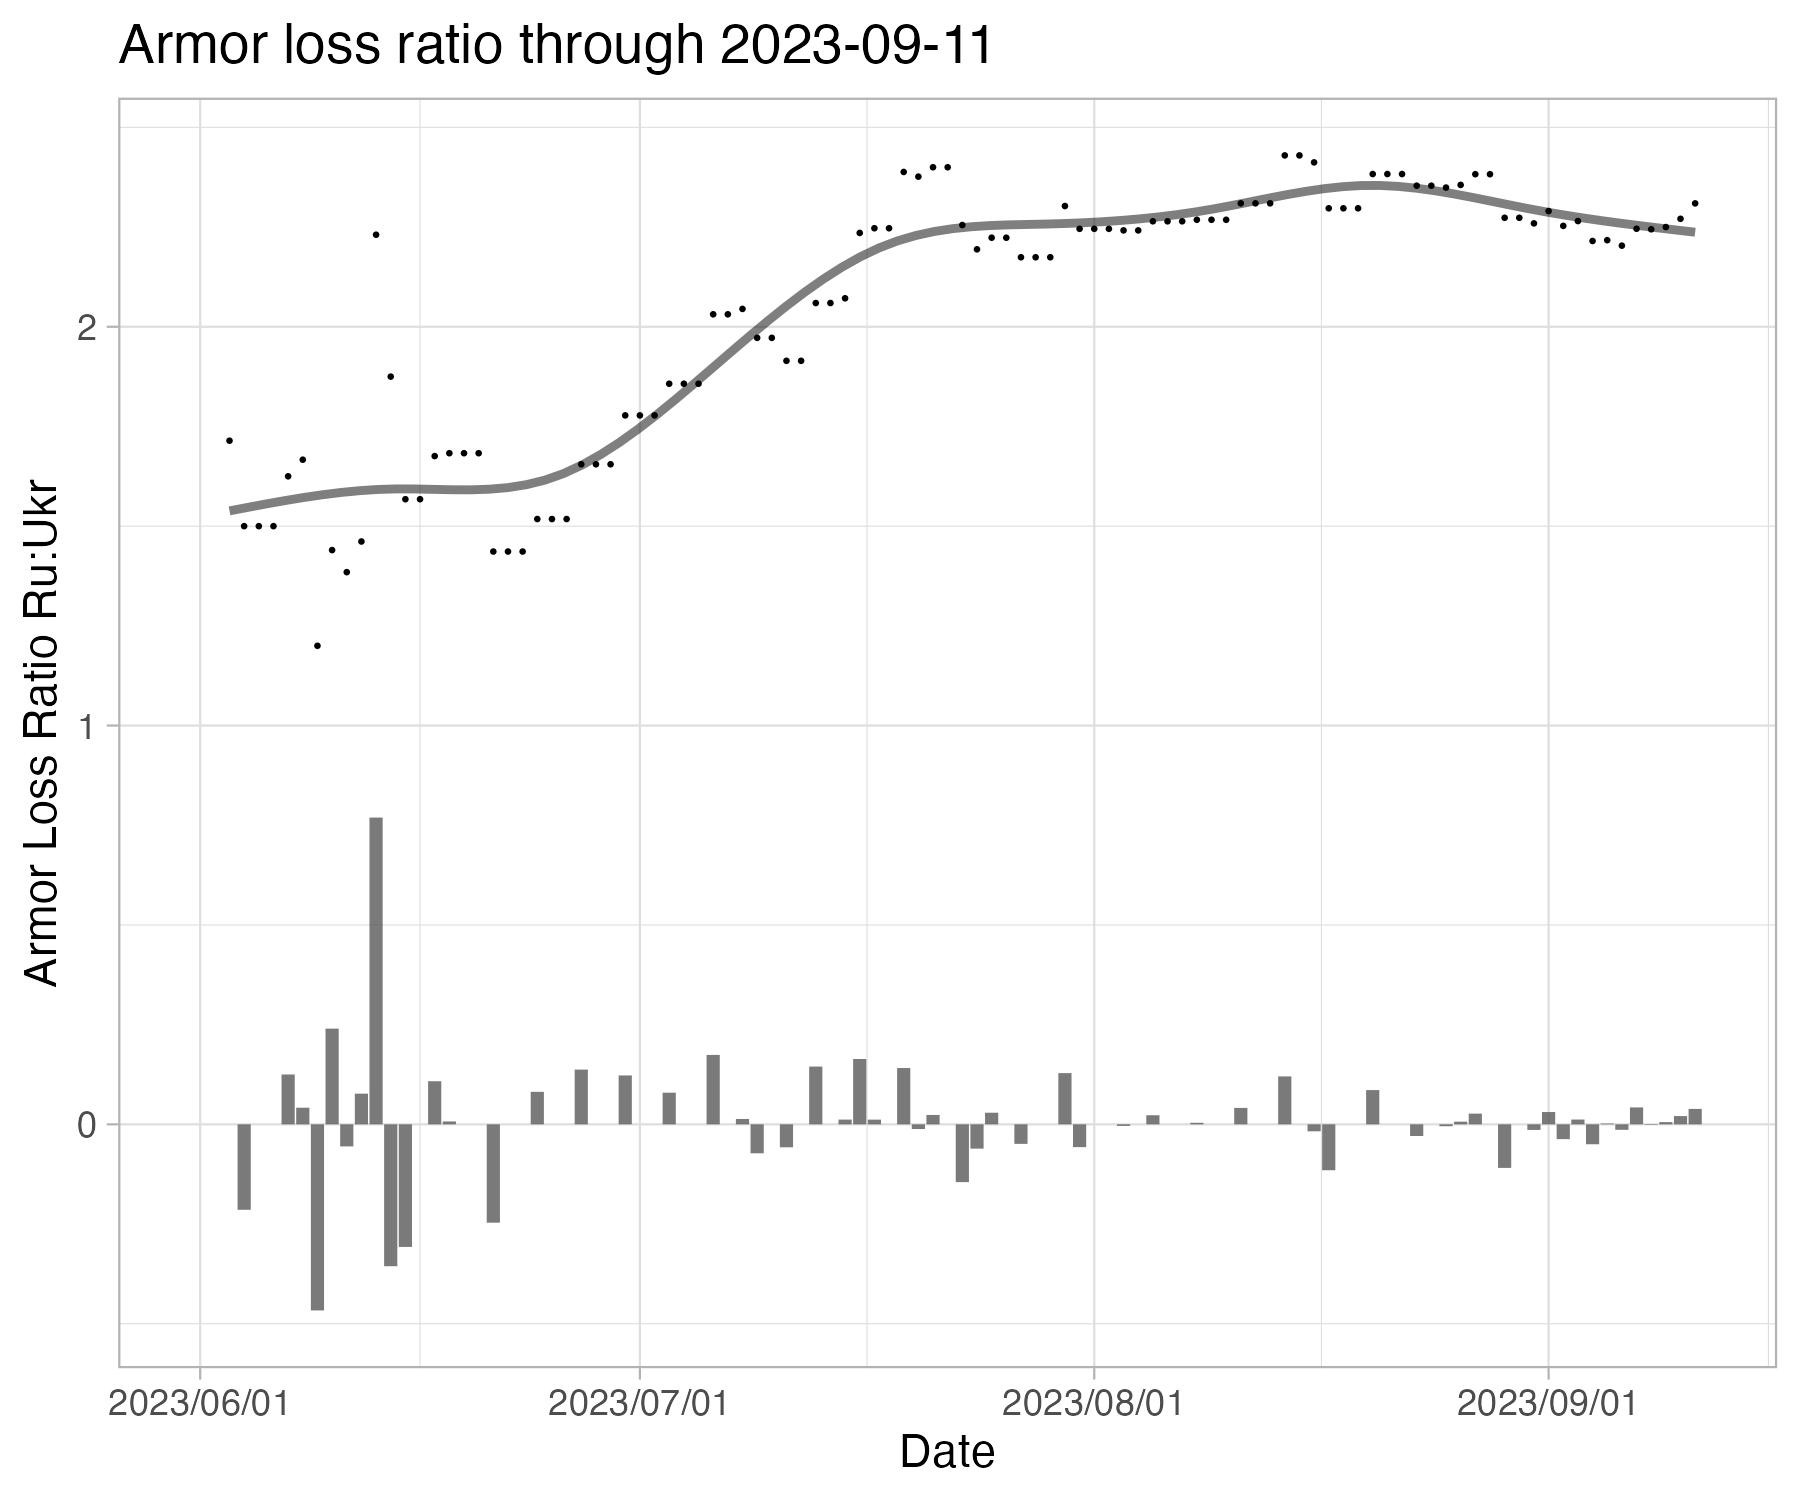 Armor loss ratio through 2023-09-11
Armor Loss Ratio Ru:Ukr
2
1
0
2023/06/01
2023/07/01
2023/08/01
2023/09/01
Date